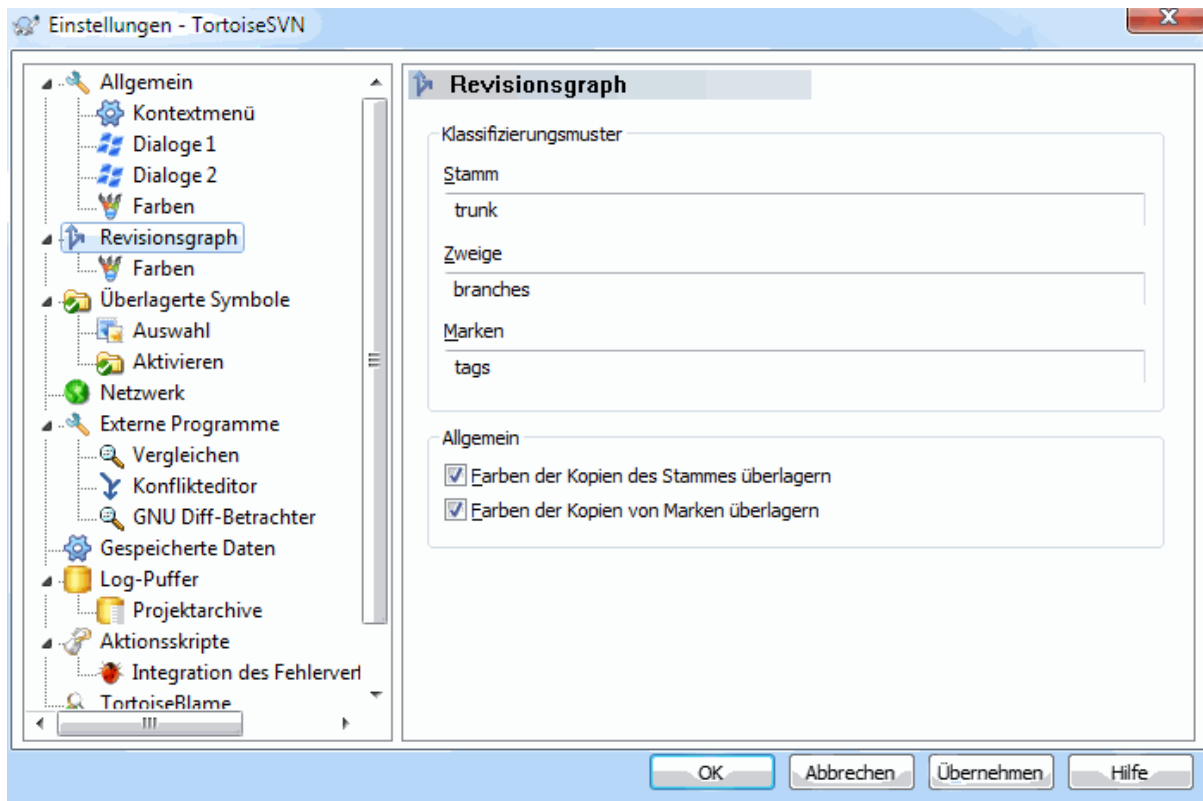 Einstellungen - TortoiseSVN
Allgemein
Kontextmenü
Dialoge 1
Dialoge 2
Farben
Revisionsgraph
Farben
Überlagerte Symbole
Auswahl
Aktivieren
Netzwerk
Externe Programme
Vergleichen
Konflikteditor
GNU Diff-Betrachter
Gespeicherte Daten
Log-Puffer
Projektarchive
Aktionsskripte
Integration des Fehlerverf
TortoiseBlame
Revisionsgraph
Klassifizierungsmuster
Stamm
trunk
Zweige
branches
Marken
tags
Allgemein
Farben der Kopien des Stammes überlagern
Farben der Kopien von Marken überlagern
OK Abbrechen Übernehmen Hilfe